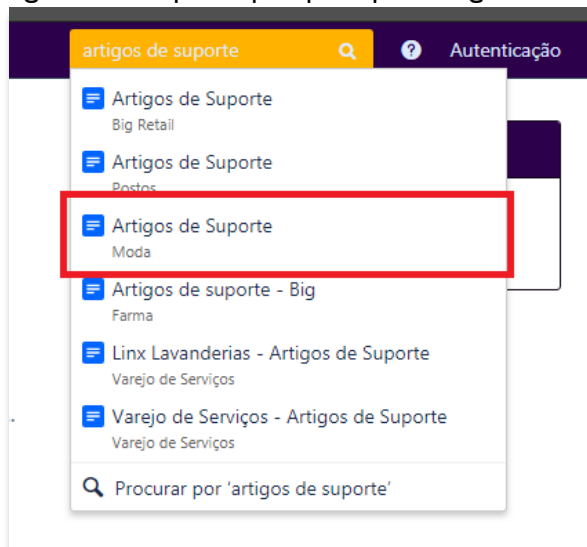 artigos de suporte
Autenticação
Artigos de Suporte
Big Retail
Artigos de Suporte
Postos
Artigos de Suporte
Moda
Artigos de suporte - Big
Farma
Linx Lavanderias - Artigos de Suporte
Varejo de Serviços
Varejo de Serviços - Artigos de Suporte
Varejo de Serviços
Procurar por ‘artigos de suporte’